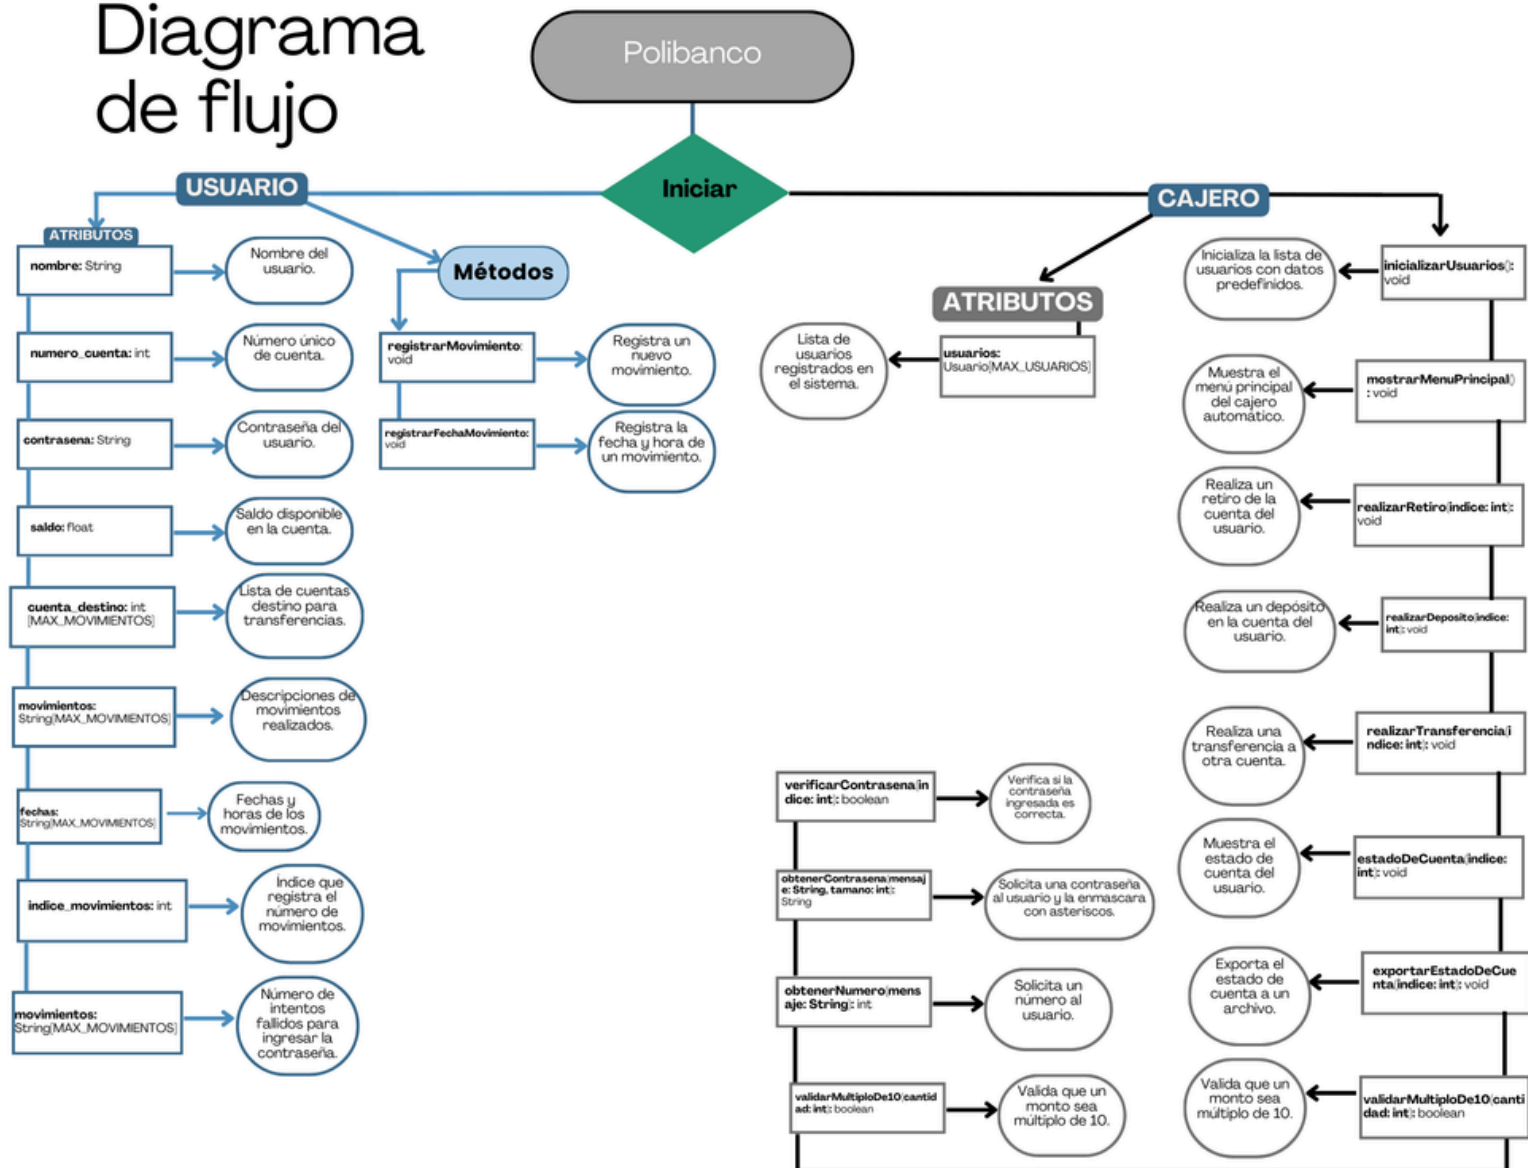 Diagrama
de flujo
Polibanco
Iniciar
USUARIO
ATRIBUTOS
nombre: String
Nombre del
usuario.
numero_cuenta: int
Número único
de cuenta.
contrasena: String
Contraseña del
usuario.
saldo: float
Saldo disponible
en la cuenta.
cuenta_destino: int
[MAX_MOVIMIENTOS]
Lista de cuentas
destino para
transferencias.
movimientos:
String[MAX_MOVIMIENTOS]
Descripciones de
movimientos
realizados.
fechas:
String[MAX_MOVIMIENTOS]
Fechas y
horas de los
movimientos.
indice_movimientos: int
Índice que
registra el
número de
movimientos.
movimientos:
String[MAX_MOVIMIENTOS]
Número de
intentos
fallidos para
ingresar la
contraseña.
Métodos
registrarMovimiento:
void
Registra un
nuevo
movimiento.
registrarFechaMovimiento:
void
Registra la
fecha y hora de
un movimiento.
CAJERO
ATRIBUTOS
usuarios:
Usuario[MAX_USUARIOS]
Lista de
usuarios
registrados en
el sistema.
inicializarUsuarios():
void
Inicializa la lista de
usuarios con datos
predefinidos.
mostrarMenuPrincipal()
: void
Muestra el
menú principal
del cajero
automático.
realizarRetiro(indice: int):
void
Realiza un
retiro de la
cuenta del
usuario.
realizarDeposito(indice:
int): void
Realiza un depósito
en la cuenta del
usuario.
realizarTransferencia(i
ndice: int): void
Realiza una
transferencia a
otra cuenta.
estadoDeCuenta(indice:
int): void
Muestra el
estado de
cuenta del
usuario.
exportarEstadoDeCue
nta(indice: int): void
Exporta el
estado de
cuenta a un
archivo.
validarMultiploDe10(canti
dad: int): boolean
Valida que un
monto sea
múltiplo de 10.
verificarContrasena(in
dice: int): boolean
Verifica si la
contraseña
ingresada es
correcta.
obtenerContrasena(mensaj
e: String, tamano: int):
String
Solicita una contraseña
al usuario y la enmascara
con asteriscos.
obtenerNumero(mens
aje: String): int
Solicita un
número al
usuario.
validarMultiploDe10(cantid
ad: int): boolean
Valida que un
monto sea
múltiplo de 10.